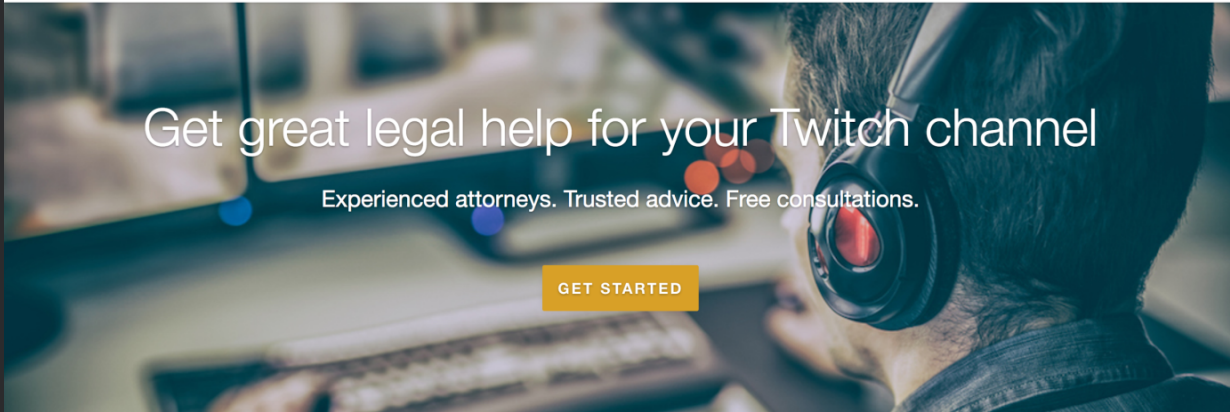 Get great legal help for your Twitch channel
Experienced attorneys. Trusted advice. Free consultations.
GET STARTED